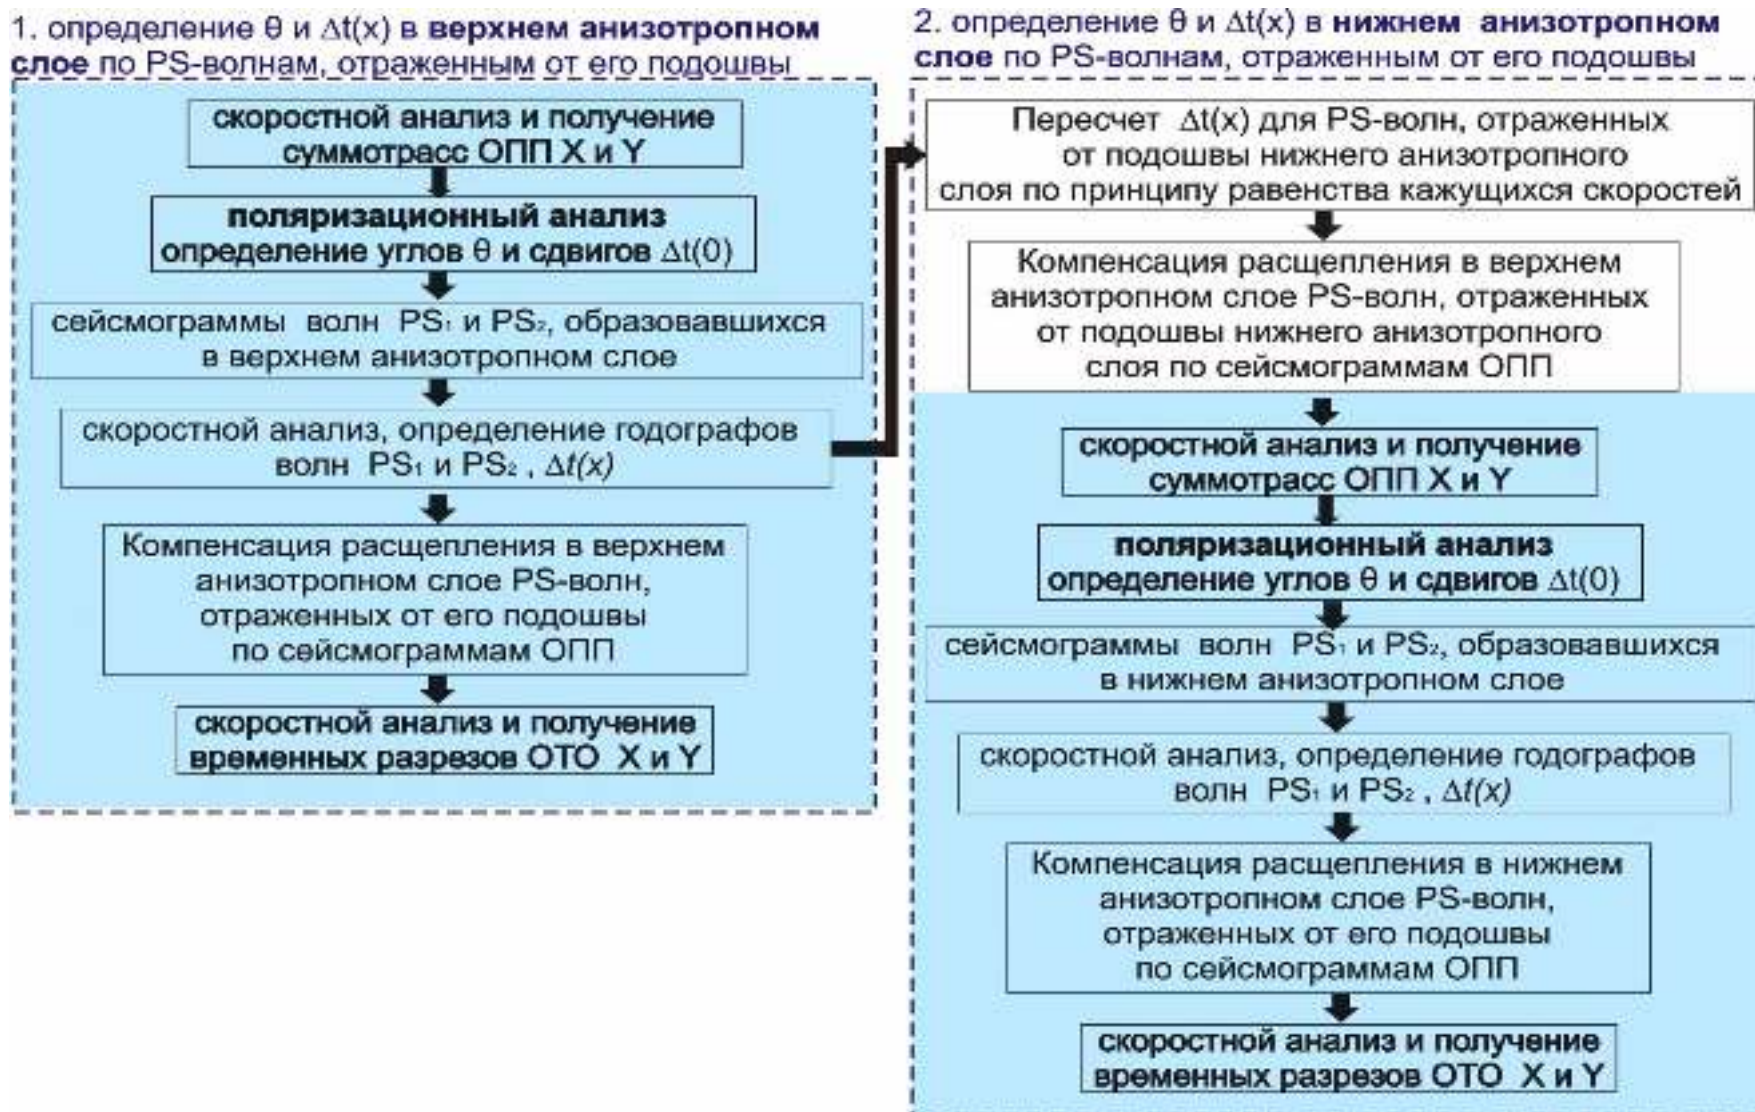 1. определение θ и Δt(x) в верхнем анизотропном
слое по PS-волнам, отраженным от его подошвы
скоростной анализ и получение
суммотрасс ОПП X и Y
поляризационный анализ
определение углов θ и сдвигов Δt(0)
сейсмограммы волн PS₁ и PS₂, образовавшихся
в верхнем анизотропном слое
скоростной анализ, определение годографов
волн PS₁ и PS₂ , Δt(x)
Компенсация расщепления в верхнем
анизотропном слое PS-волн,
отраженных от его подошвы
по сейсмограммам ОПП
скоростной анализ и получение
временных разрезов ОТО X и Y
2. определение θ и Δt(x) в нижнем анизотропном
слое по PS-волнам, отраженным от его подошвы
Пересчет Δt(x) для PS-волн, отраженных
от подошвы нижнего анизотропного
слоя по принципу равенства кажущихся скоростей
Компенсация расщепления в верхнем
анизотропном слое PS-волн, отраженных
от подошвы нижнего анизотропного
слоя по сейсмограммам ОПП
скоростной анализ и получение
суммотрасс ОПП X и Y
поляризационный анализ
определение углов θ и сдвигов Δt(0)
сейсмограммы волн PS₁ и PS₂, образовавшихся
в нижнем анизотропном слое
скоростной анализ, определение годографов
волн PS₁ и PS₂ , Δt(x)
Компенсация расщепления в нижнем
анизотропном слое PS-волн,
отраженных от его подошвы
по сейсмограммам ОПП
скоростной анализ и получение
временных разрезов ОТО X и Y